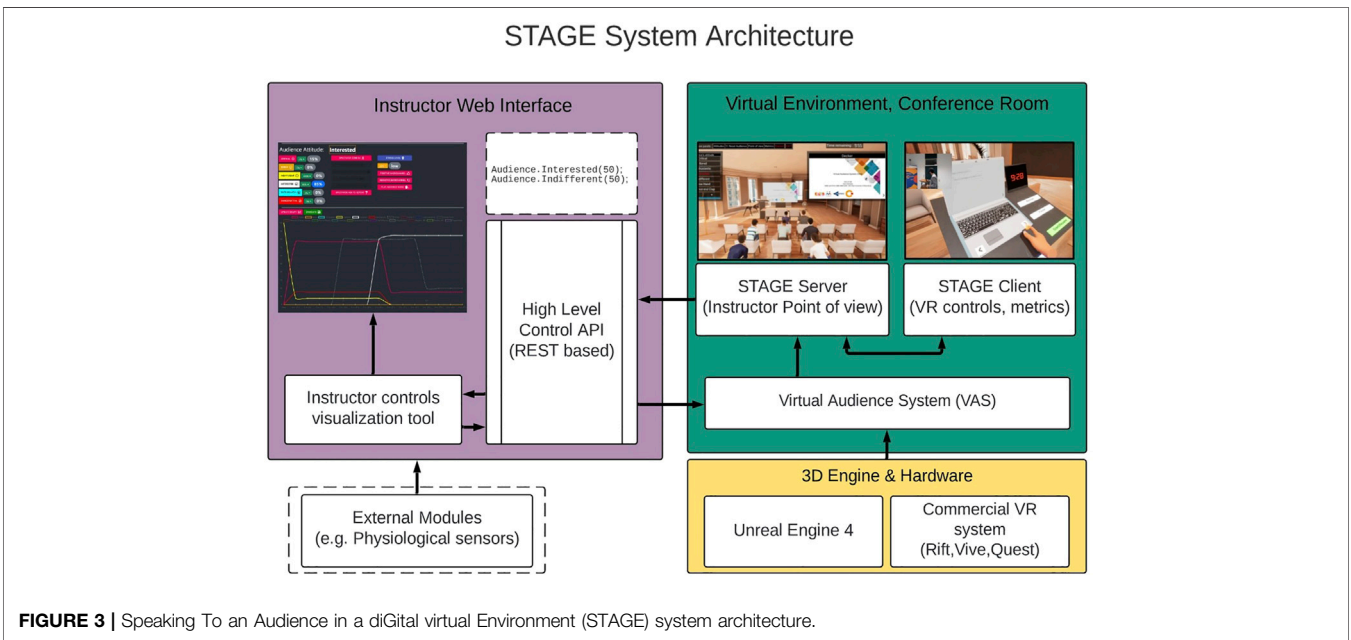 STAGE System Architecture
Instructor Web Interface
Audience Attitude:
Interested
Audience.Interested(50);
Audience.Indifferent(50);
High Level
Control API
(REST based)
Instructor controls
visualization tool
External Modules
(e.g. Physiological sensors)
Virtual Environment, Conference Room
9:20
STAGE Server
(Instructor Point of view)
STAGE Client
(VR controls, metrics)
Virtual Audience System (VAS)
3D Engine & Hardware
Unreal Engine 4
Commercial VR
system
(Rift,Vive,Quest)
FIGURE 3 | Speaking To an Audience in a diGital virtual Environment (STAGE) system architecture.